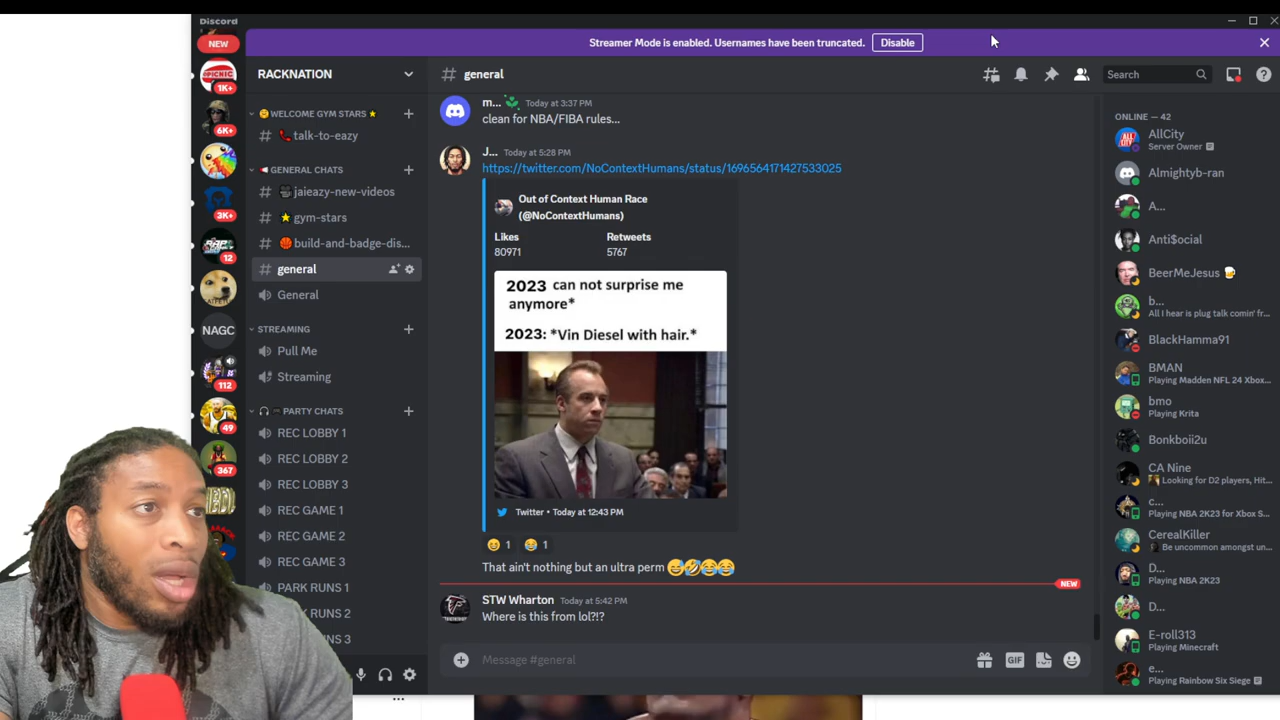 Discord
NEW
Streamer Mode is enabled. Usernames have been truncated.
Disable
PICNIC
1K+
6K+
3K+
12
NAGC
112
49
367
RACKNATION
WELCOME GYM STARS
talk-to-eazy
GENERAL CHATS
jaieazy-new-videos
gym-stars
build-and-badge-dis...
general
General
STREAMING
Pull Me
Streaming
PARTY CHATS
REC LOBBY 1
REC LOBBY 2
REC LOBBY 3
REC GAME 1
REC GAME 2
REC GAME 3
PARK RUNS 1
RUNS 2
S 3
# general
Search
m... Today at 3:37 PM
clean for NBA/FIBA rules...
J... Today at 5:28 PM
https://twitter.com/NoContextHumans/status/1696564171427533025
Out of Context Human Race
(@NoContextHumans)
Likes Retweets
80971 5767
2023 can not surprise me
anymore*
2023: *Vin Diesel with hair.*
Twitter • Today at 12:43 PM
1 1
That ain't nothing but an ultra perm 😅🤣😂😂
NEW
STW Wharton Today at 5:42 PM
Where is this from lol?!?
Message #general
GIF
ONLINE — 42
AllCity
Server Owner
Almightyb-ran
A...
Anti$ocial
BeerMeJesus 🍺
b...
All I hear is plug talk comin' fr...
BlackHamma91
BMAN
Playing Madden NFL 24 Xbox...
bmo
Playing Krita
Bonkboii2u
CA Nine
Looking for D2 players, Hit...
c...
Playing NBA 2K23 for Xbox S...
CerealKiller
Be uncommon amongst un...
D...
Playing NBA 2K23
D...
E-roll313
Playing Minecraft
e...
Playing Rainbow Six Siege